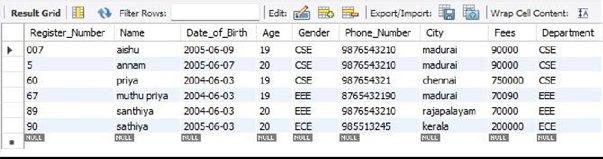 Result Grid Filter Rows: Edit: Export/Import: Wrap Cell Content: IA
Register_Number Name Date_of_Birth Age Gender Phone_Number City Fees Department
007 aishu 2005-06-09 19 CSE 9876543210 madurai 90000 CSE
5 annam 2005-06-07 20 CSE 9876543210 madurai 90000 CSE
60 priya 2004-06-03 19 CSE 987654321 chennai 750000 CSE
67 muthu priya 2004-06-03 19 EEE 8765432190 madurai 70090 EEE
89 santhiya 2004-06-03 20 EEE 9876543210 rajapalayam 70000 EEE
90 sathiya 2005-06-03 20 ECE 985513245 kerala 200000 ECE
NULL NULL NULL NULL NULL NULL NULL NULL NULL